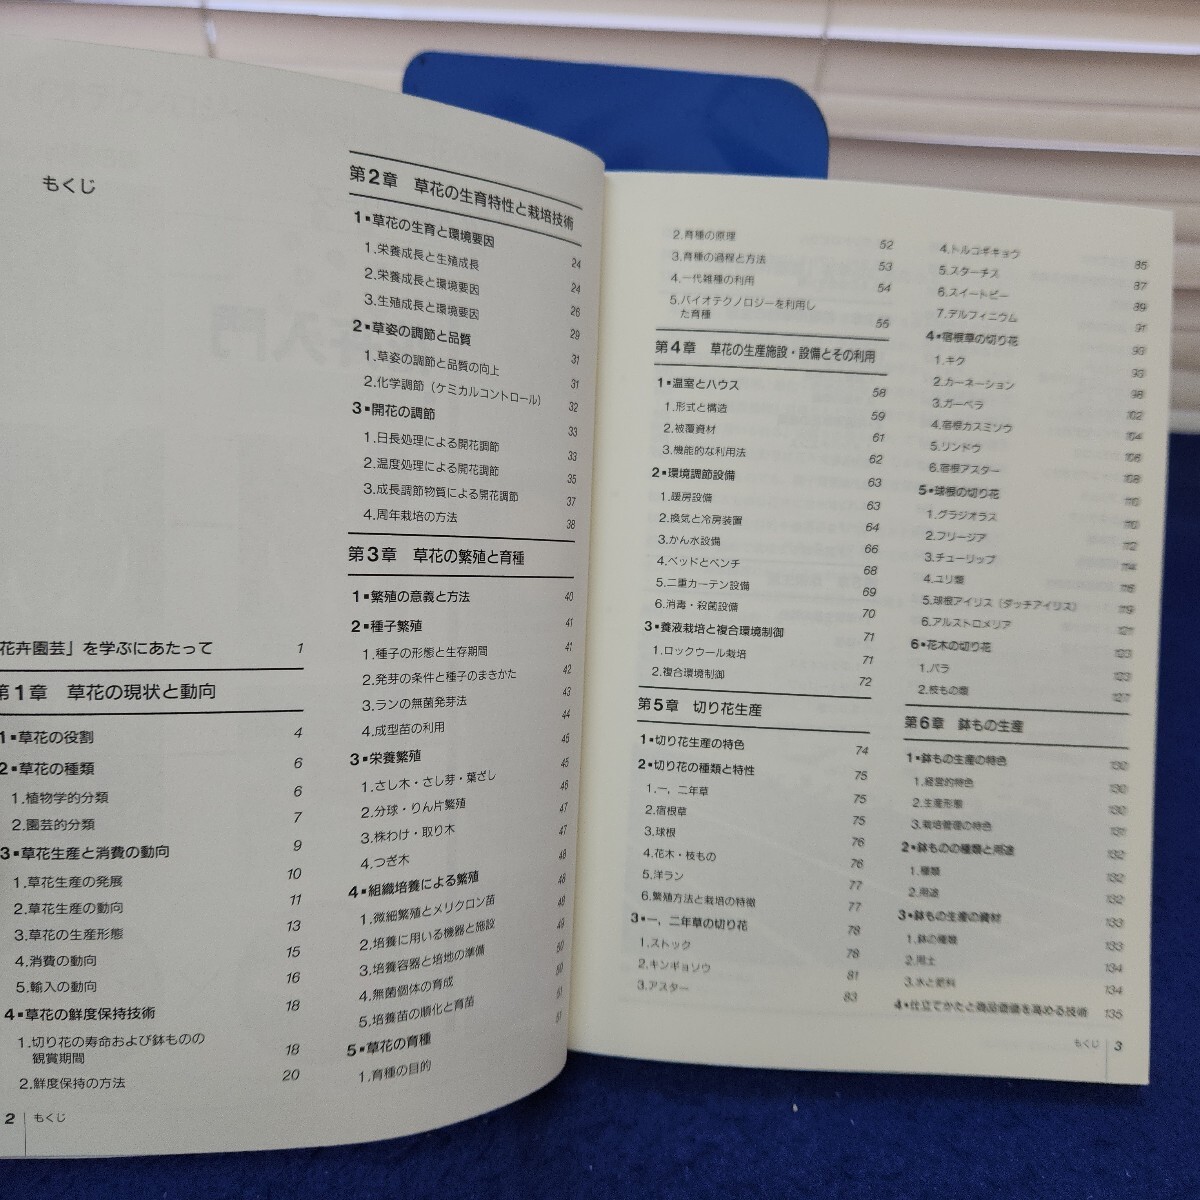 もくじ
花卉園芸」を学ぶにあたって 1
第1章 草花の現状と動向
1▪草花の役割 4
2▪草花の種類 6
1.植物学的分類 6
2.園芸的分類 7
3▪草花生産と消費の動向 9
1.草花生産の発展 10
2.草花生産の動向 11
3.草花の生産形態 13
4.消費の動向 15
5.輸入の動向 16
4▪草花の鮮度保持技術 18
1.切り花の寿命および鉢ものの
観賞期間 18
2.鮮度保持の方法 20
2 もくじ
第2章 草花の生育特性と栽培技術
1▪草花の生育と環境要因 24
1.栄養成長と生殖成長 24
2.栄養成長と環境要因 26
3.生殖成長と環境要因 29
2▪草姿の調節と品質 31
1.草姿の調節と品質の向上 31
2.化学調節（ケミカルコントロール） 32
3▪開花の調節 33
1.日長処理による開花調節 33
2.温度処理による開花調節 35
3.成長調節物質による開花調節 37
4.周年栽培の方法 38
第3章 草花の繁殖と育種
1▪繁殖の意義と方法 40
2▪種子繁殖 41
1.種子の形態と生存期間 41
2.発芽の条件と種子のまきかた 42
3.ランの無菌発芽法 43
4.成型苗の利用 44
3▪栄養繁殖 45
1.さし木・さし芽・葉ざし 45
2.分球・りん片繁殖 46
3.株わけ・取り木 47
4.つぎ木 47
4▪組織培養による繁殖 48
1.微細繁殖とメリクロン苗 48
2.培養に用いる機器と施設 49
3.培養容器と培地の準備 49
4.無菌個体の育成 50
5.培養苗の順化と育苗 50
5▪草花の育種 51
1.育種の目的 51
2.育種の原理 52
3.育種の過程と方法 53
4.一代雑種の利用 54
5.バイオテクノロジーを利用し
た育種 55
第4章 草花の生産施設・設備とその利用
1▪温室とハウス 58
1.形式と構造 59
2.被覆資材 61
3.機能的な利用法 62
2▪環境調節設備 63
1.暖房設備 63
2.換気と冷房装置 64
3.かん水設備 66
4.ベッドとベンチ 68
5.二重カーテン設備 69
6.消毒・殺菌設備 70
3▪養液栽培と複合環境制御 71
1.ロックウール栽培 71
2.複合環境制御 72
第5章 切り花生産
1▪切り花生産の特色 74
2▪切り花の種類と特性 75
1.一，二年草 75
2.宿根草 75
3.球根 76
4.花木・枝もの 76
5.洋ラン 77
6.繁殖方法と栽培の特徴 77
3▪一，二年草の切り花 78
1.ストック 78
2.キンギョソウ 81
3.アスター 83
4.トルコギキョウ 85
5.スターチス 87
6.スイートピー 89
7.デルフィニウム 91
4▪宿根草の切り花 93
1.キク 93
2.カーネーション 98
3.ガーベラ 102
4.宿根カスミソウ 104
5.リンドウ 106
6.宿根アスター 108
5▪球根の切り花 110
1.グラジオラス 110
2.フリージア 112
3.チューリップ 114
4.ユリ類 116
5.球根アイリス（ダッチアイリス） 119
6.アルストロメリア 121
6▪花木の切り花 123
1.バラ 123
2.枝もの類 127
第6章 鉢もの生産
1▪鉢もの生産の特色 130
1.経営的特色 130
2.生産形態 130
3.栽培管理の特色 131
2▪鉢ものの種類と用途 132
1.種類 132
2.用途 132
3▪鉢もの生産の資材 133
1.鉢の種類 133
2.用土 134
3.水と肥料 134
4▪仕立てかたと商品価値を高める技術 135
もくじ 3